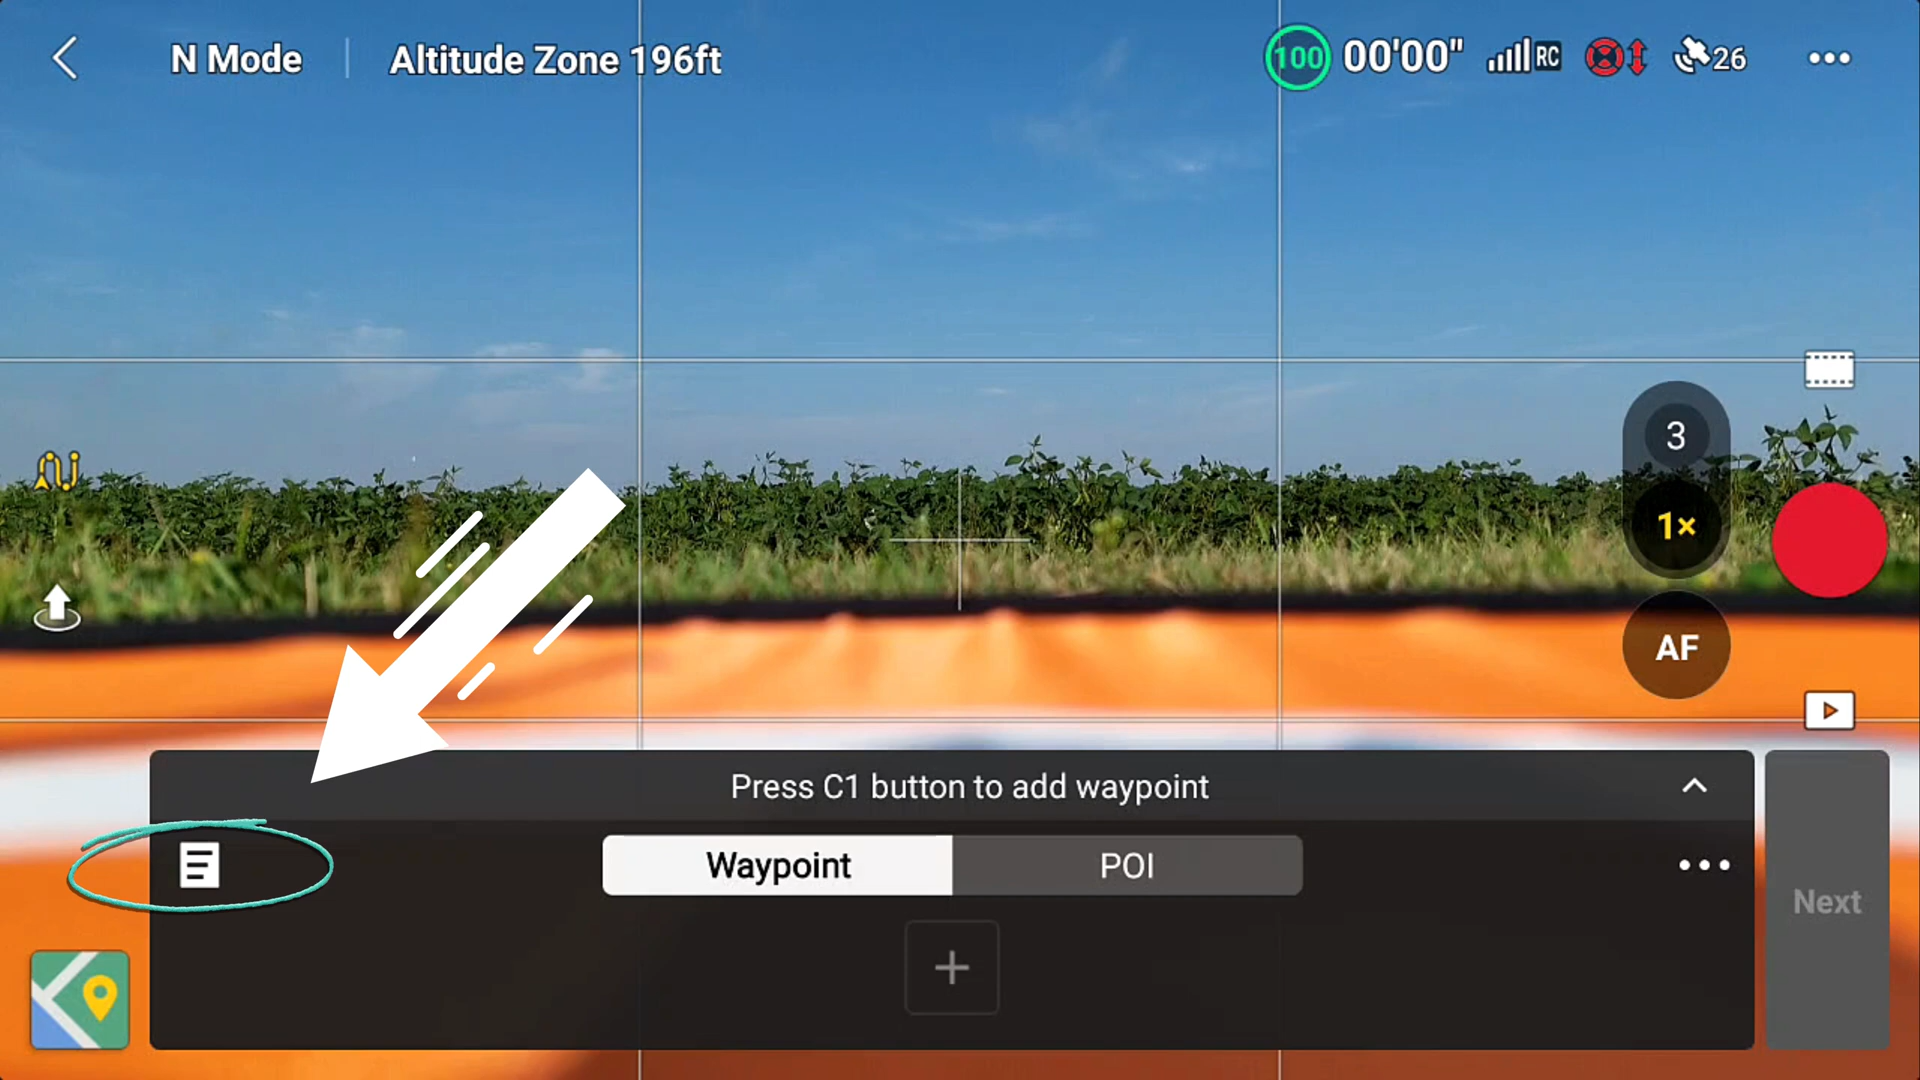 N Mode
Altitude Zone 196ft
100
00'00"
RC
26
3
1×
AF
Press C1 button to add waypoint
Waypoint
POI
Next